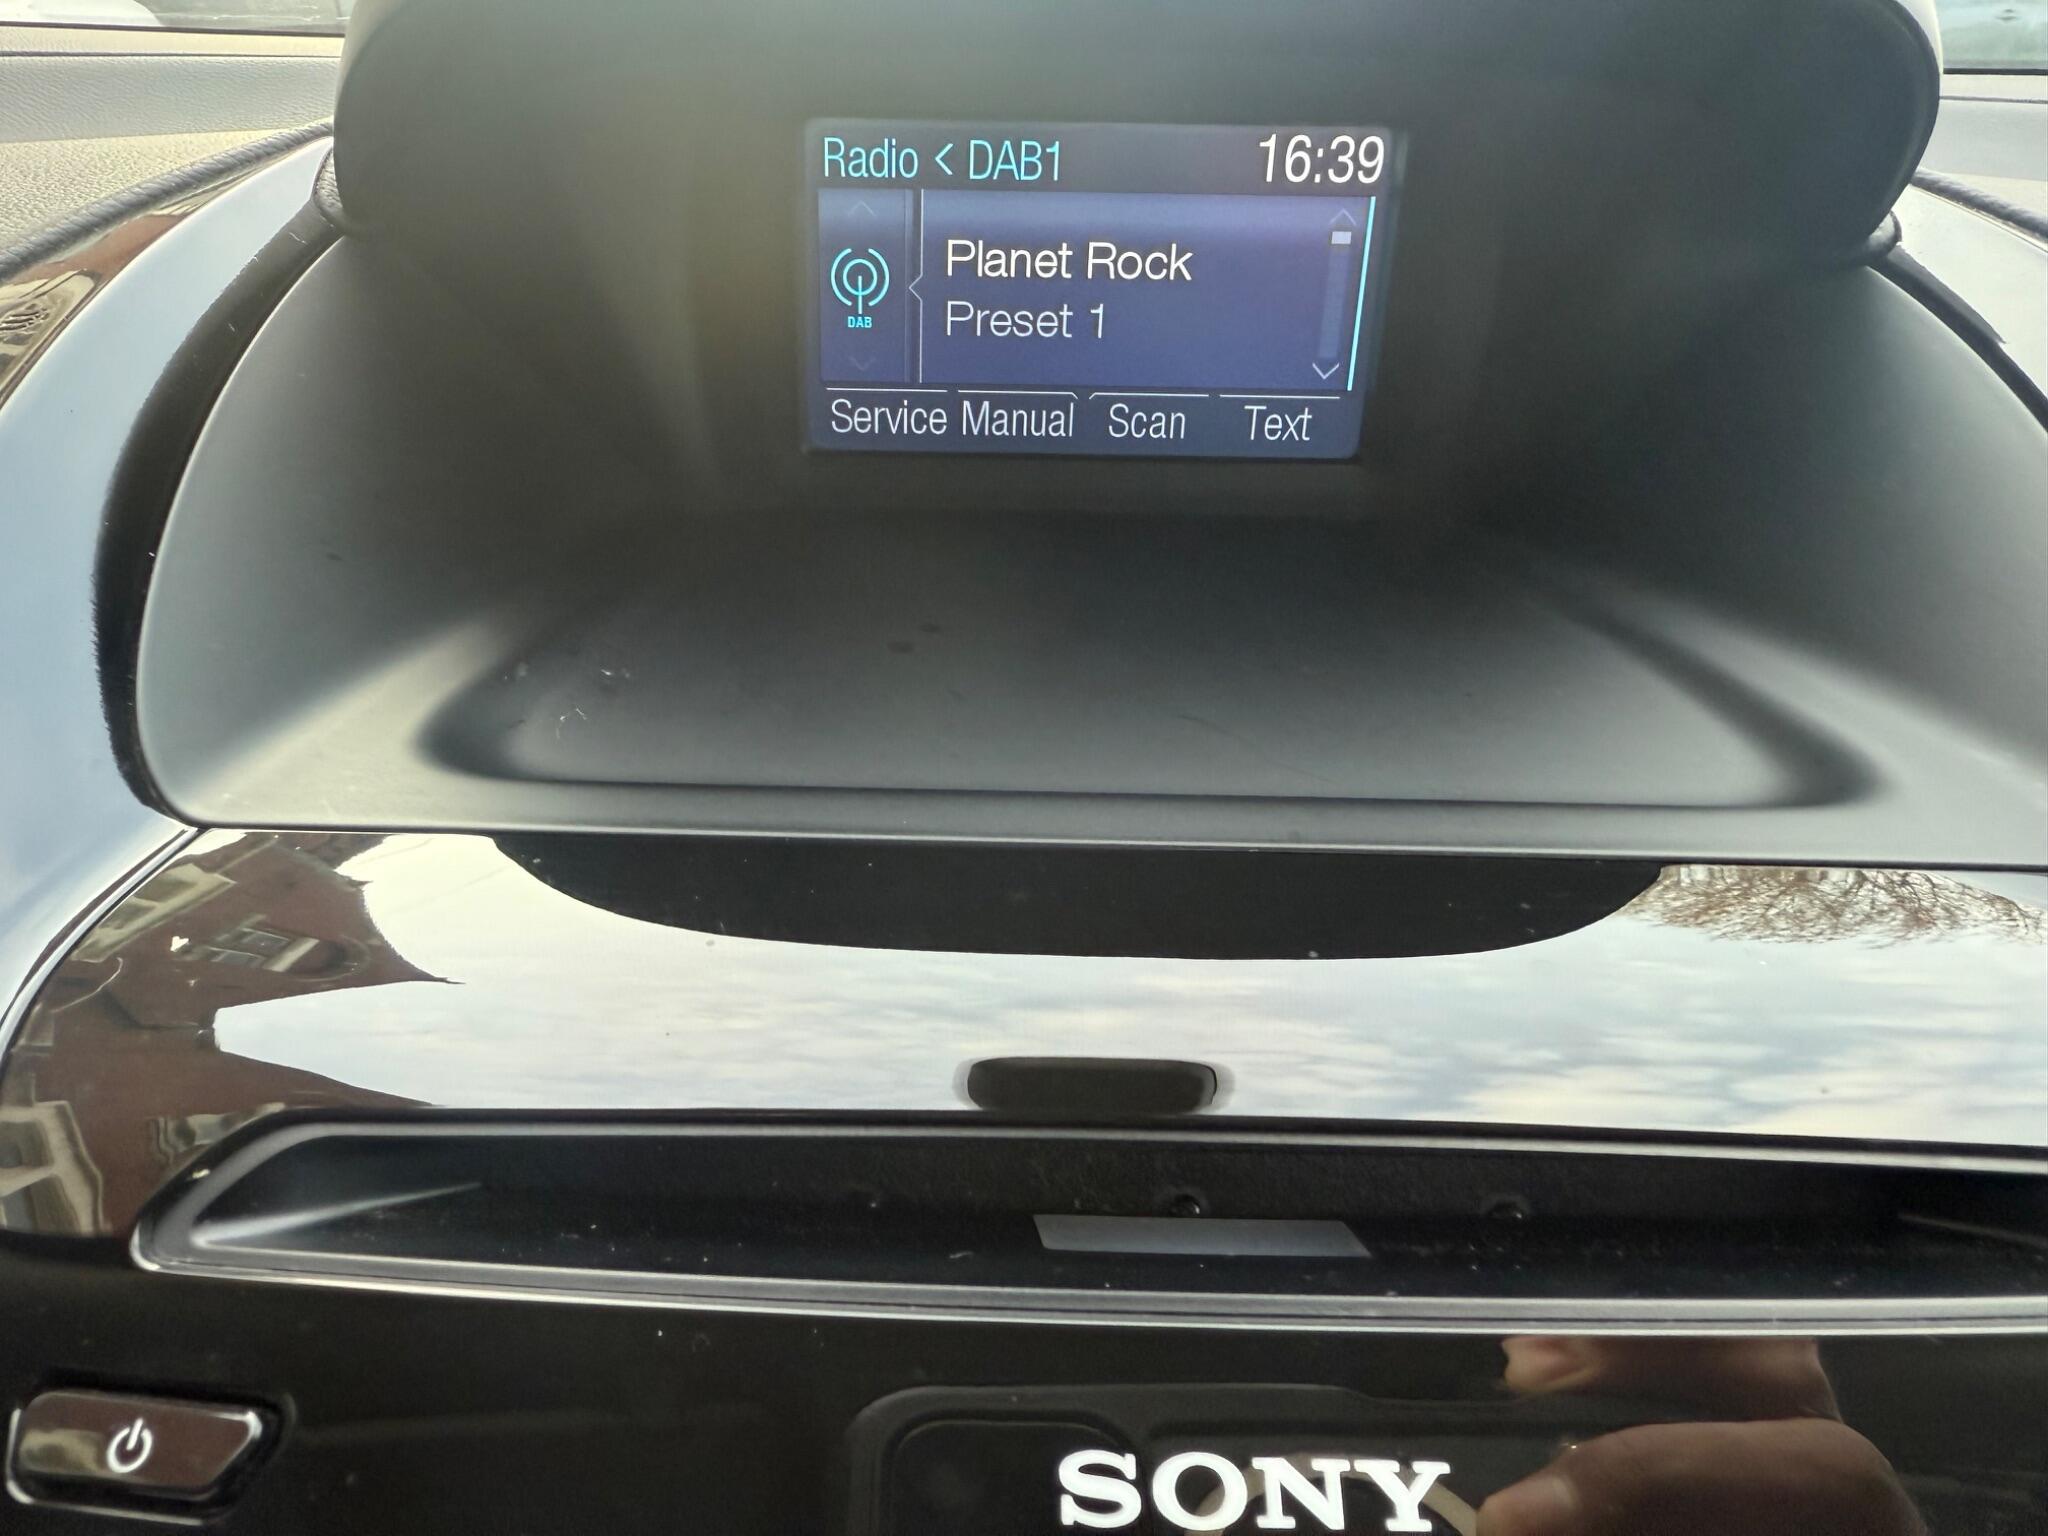 Radio < DAB1 16:39
Planet Rock
DAB
Preset 1
Service Manual Scan Text
SONY